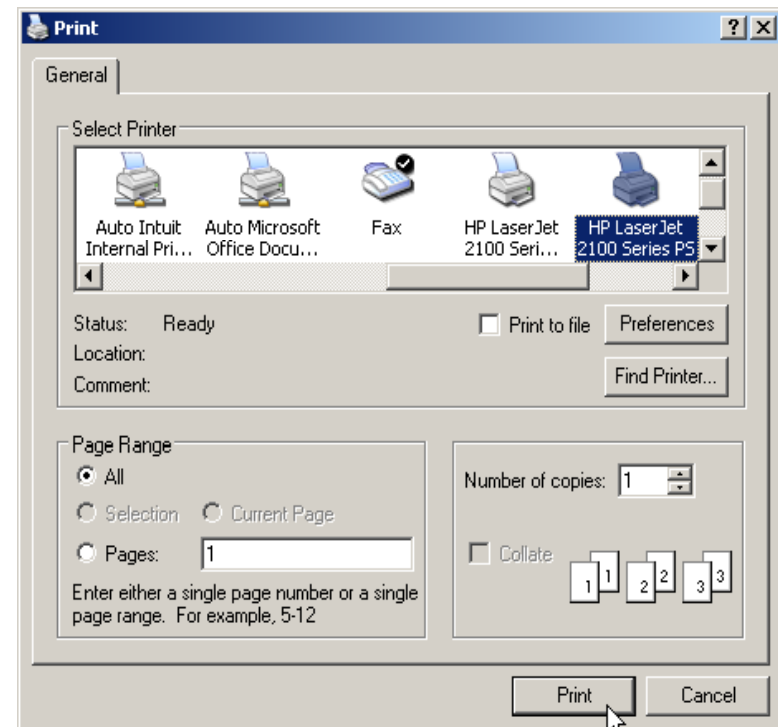 Print
General
Select Printer
Auto Intuit Internal Pri...
Auto Microsoft Office Docu...
Fax
HP LaserJet 2100 Seri...
HP LaserJet 2100 Series PS
Status: Ready
Print to file
Preferences
Location:
Comment:
Find Printer...
Page Range
All
Selection
Current Page
Pages: 1
Enter either a single page number or a single
page range. For example, 5-12
Number of copies: 1
Collate
1 1 2 2 3 3
Print
Cancel